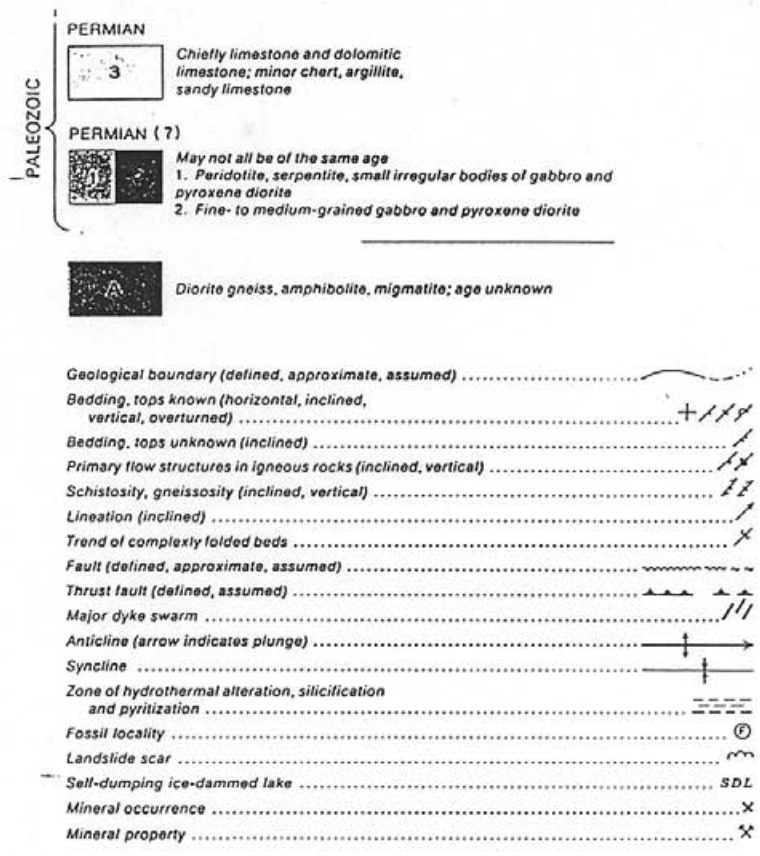 PERMIAN
3
Chiefly limestone and dolomitic
limestone; minor chert, argillite,
sandy limestone
PALEOZOIC
PERMIAN (?)
1
2
May not all be of the same age
1. Peridotite, serpentite, small irregular bodies of gabbro and
pyroxene diorite
2. Fine- to medium-grained gabbro and pyroxene diorite
A
Diorite gneiss, amphibolite, migmatite; age unknown
Geological boundary (defined, approximate, assumed)
Bedding, tops known (horizontal, inclined,
vertical, overturned)
Bedding, tops unknown (inclined)
Primary flow structures in igneous rocks (inclined, vertical)
Schistosity, gneissosity (inclined, vertical)
Lineation (inclined)
Trend of complexly folded beds
Fault (defined, approximate, assumed)
Thrust fault (defined, assumed)
Major dyke swarm
Anticline (arrow indicates plunge)
Syncline
Zone of hydrothermal alteration, silicification
and pyritization
Fossil locality F
Landslide scar
Self-dumping ice-dammed lake SDL
Mineral occurrence
Mineral property